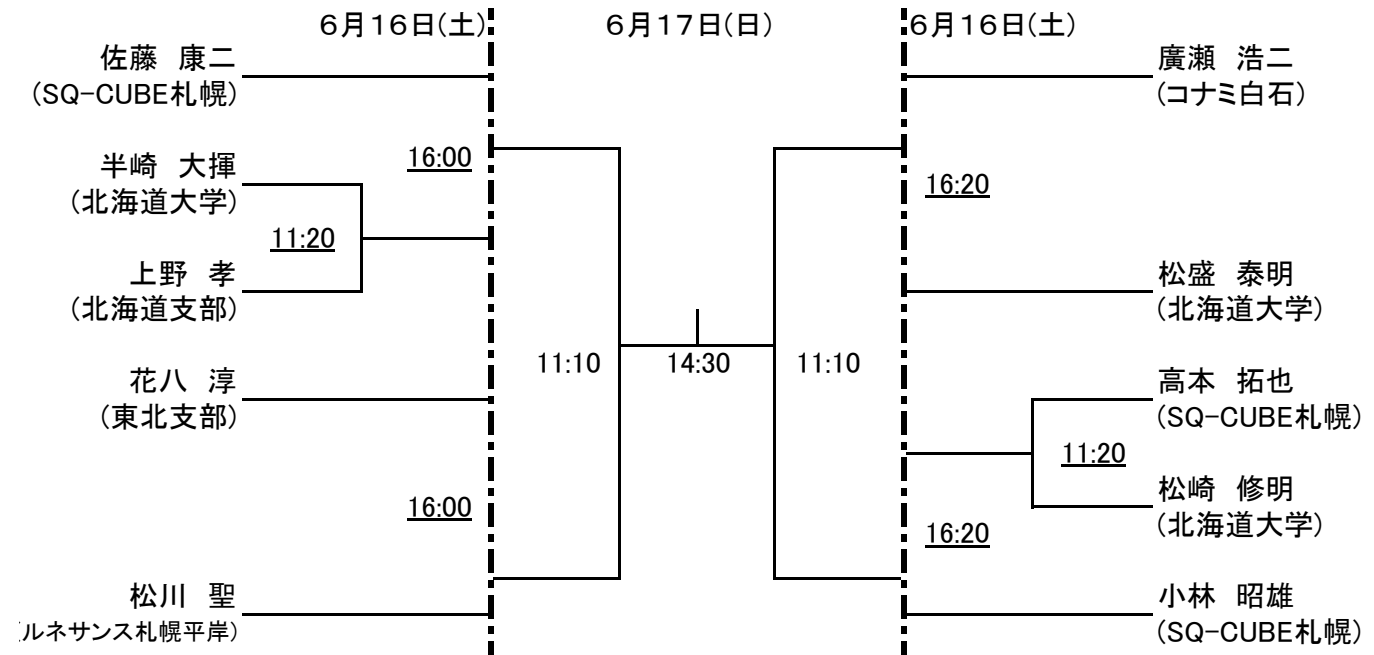 6月16日(土)
6月17日(日)
6月16日(土)
佐藤　康二
(SQ-CUBE札幌)
16:00
半崎　大揮
(北海道大学)
11:20
上野　孝
(北海道支部)
花八　淳
(東北支部)
16:00
松川　聖
(ルネサンス札幌平岸)
11:10
14:30
11:10
廣瀬　浩二
(コナミ白石)
16:20
松盛　泰明
(北海道大学)
高本　拓也
(SQ-CUBE札幌)
11:20
松崎　修明
(北海道大学)
16:20
小林　昭雄
(SQ-CUBE札幌)